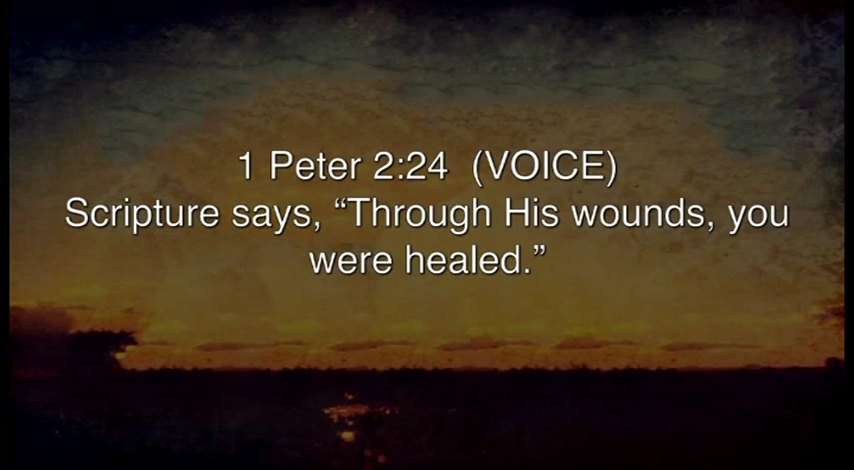 1 Peter 2:24  (VOICE)
Scripture says, “Through His wounds, you
were healed.”